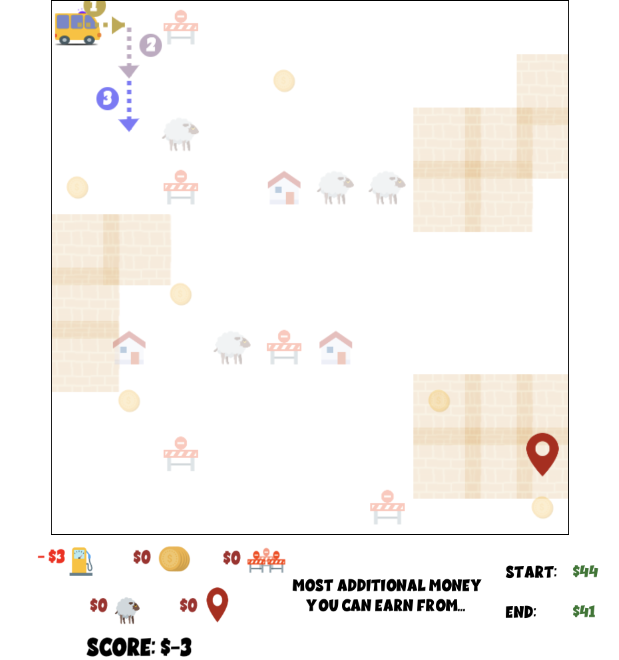 1
2
3
- $3
$0
$0
$0
$0
MOST ADDITIONAL MONEY
YOU CAN EARN FROM...
START: $44
END: $41
SCORE: $-3